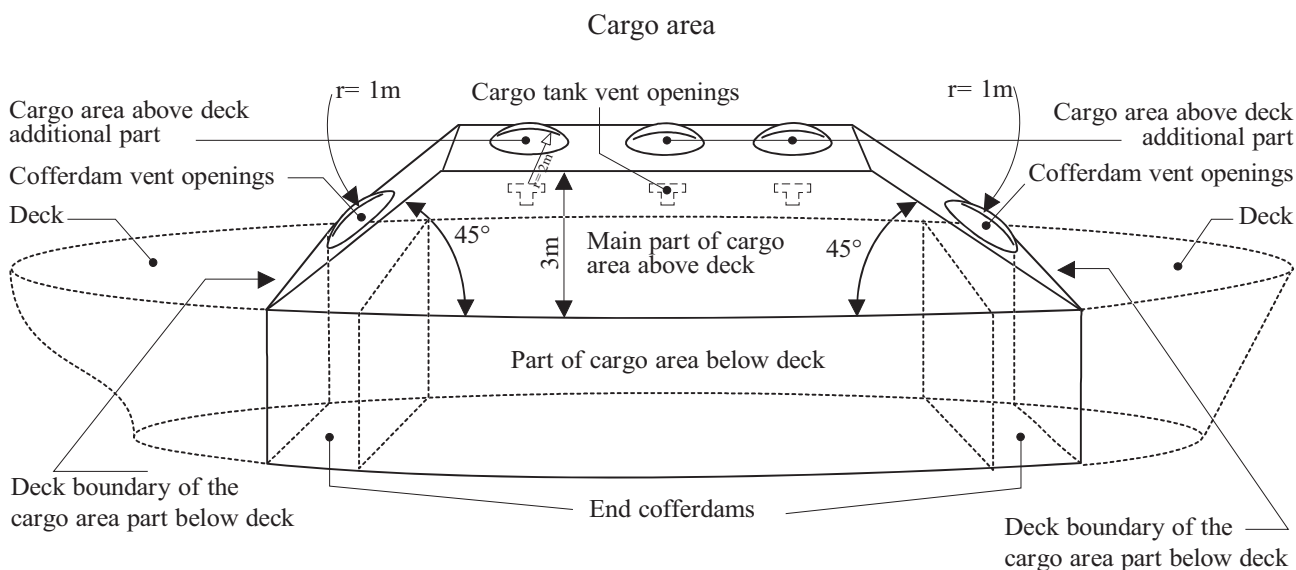 Cargo area
r= 1m
Cargo tank vent openings
r= 1m
Cargo area above deck
additional part
Cargo area above deck
additional part
r= 2m
Cofferdam vent openings
Cofferdam vent openings
Deck
Deck
45°
3m
Main part of cargo
area above deck
45°
Part of cargo area below deck
Deck boundary of the
cargo area part below deck
End cofferdams
Deck boundary of the
cargo area part below deck